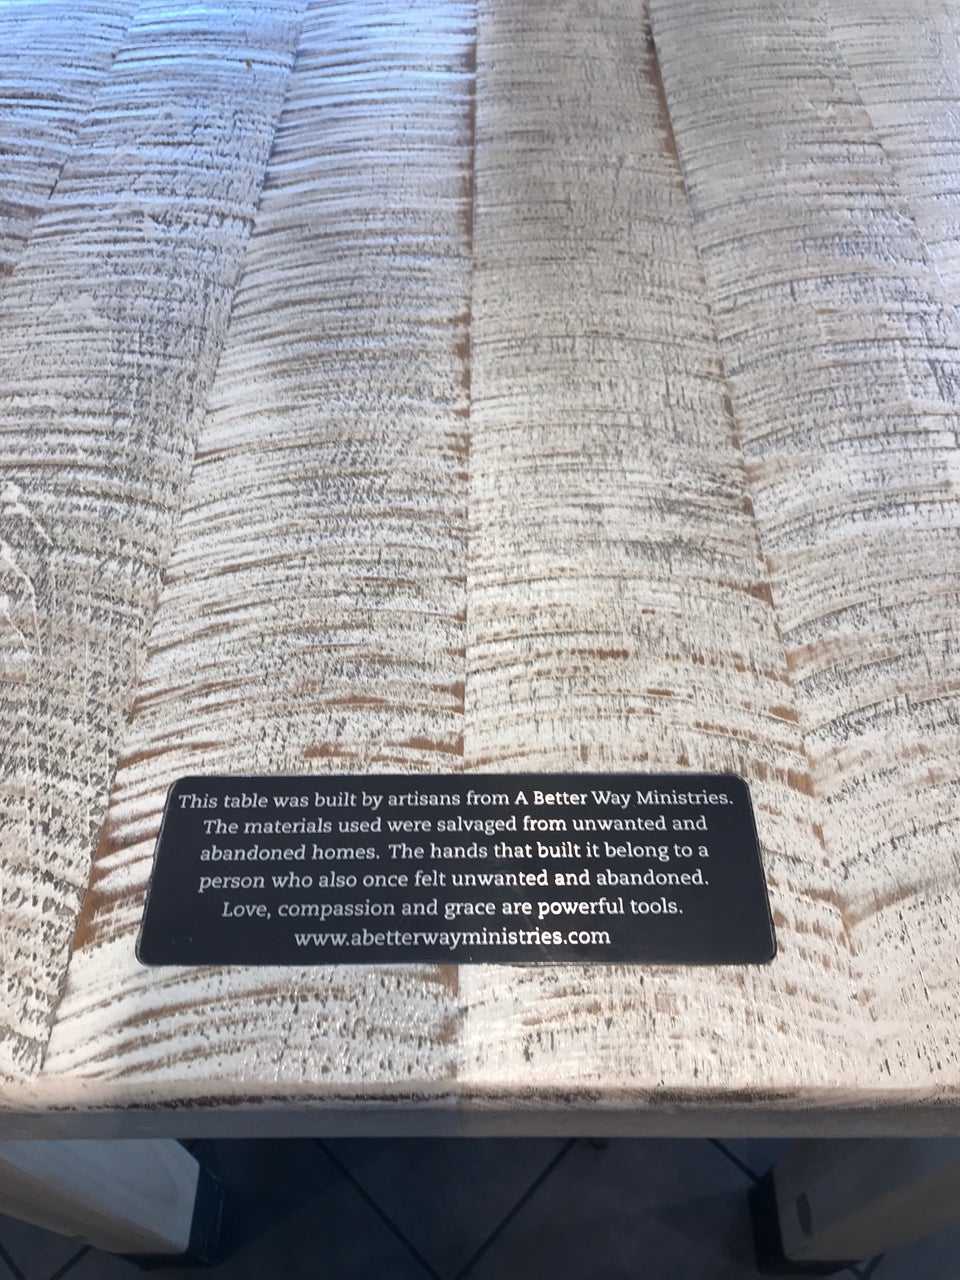 This table was built by artisans from A Better Way Ministries.
The materials used were salvaged from unwanted and
abandoned homes. The hands that built it belong to a
person who also once felt unwanted and abandoned.
Love, compassion and grace are powerful tools.
www.abetterwayministries.com